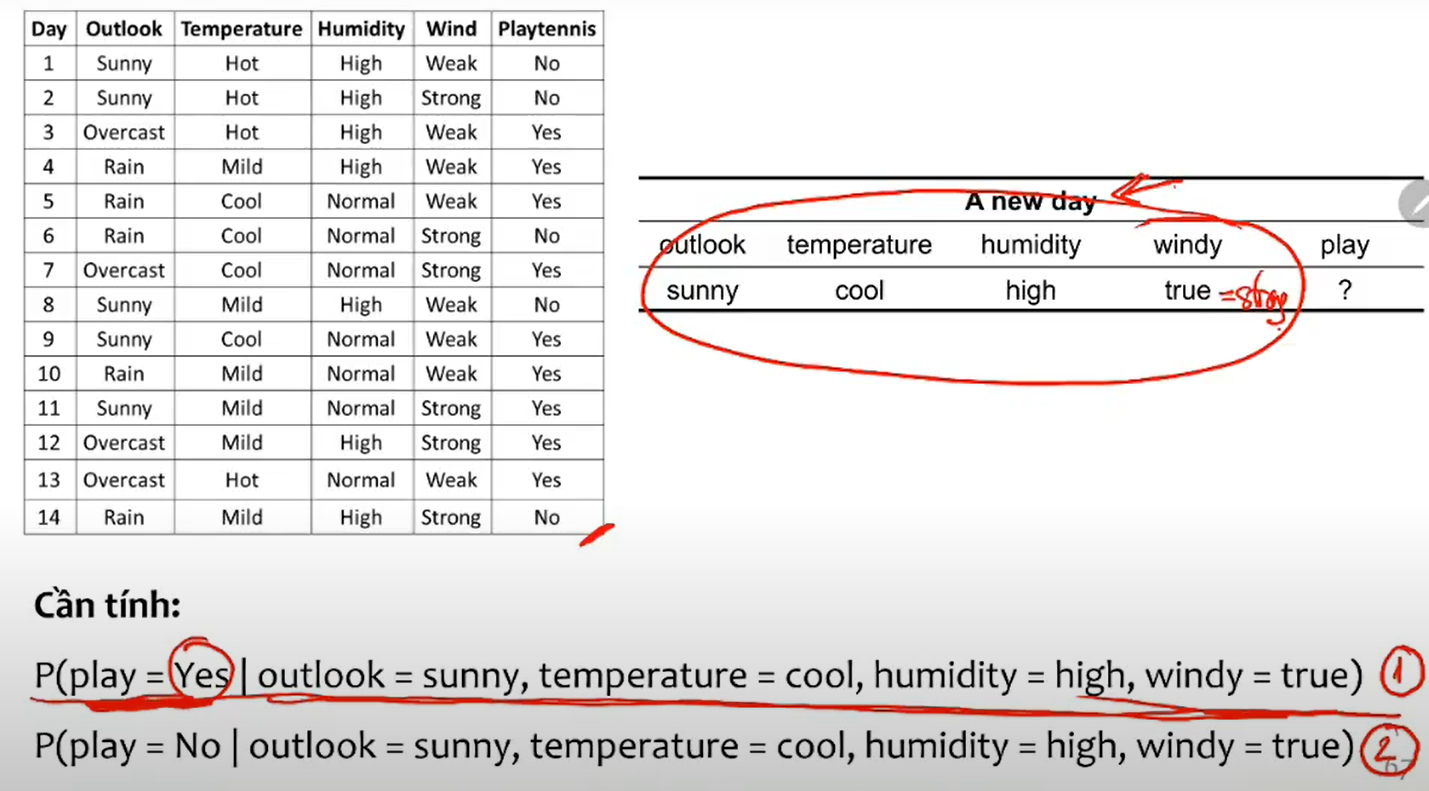 Day Outlook Temperature Humidity Wind Playtennis
1 Sunny Hot High Weak No
2 Sunny Hot High Strong No
3 Overcast Hot High Weak Yes
4 Rain Mild High Weak Yes
5 Rain Cool Normal Weak Yes
6 Rain Cool Normal Strong No
7 Overcast Cool Normal Strong Yes
8 Sunny Mild High Weak No
9 Sunny Cool Normal Weak Yes
10 Rain Mild Normal Weak Yes
11 Sunny Mild Normal Strong Yes
12 Overcast Mild High Strong Yes
13 Overcast Hot Normal Weak Yes
14 Rain Mild High Strong No
A new day
outlook temperature humidity windy play
sunny cool high true = ?
Cần tính:
P(play = Yes | outlook = sunny, temperature = cool, humidity = high, windy = true) 1
P(play = No | outlook = sunny, temperature = cool, humidity = high, windy = true) 2
67